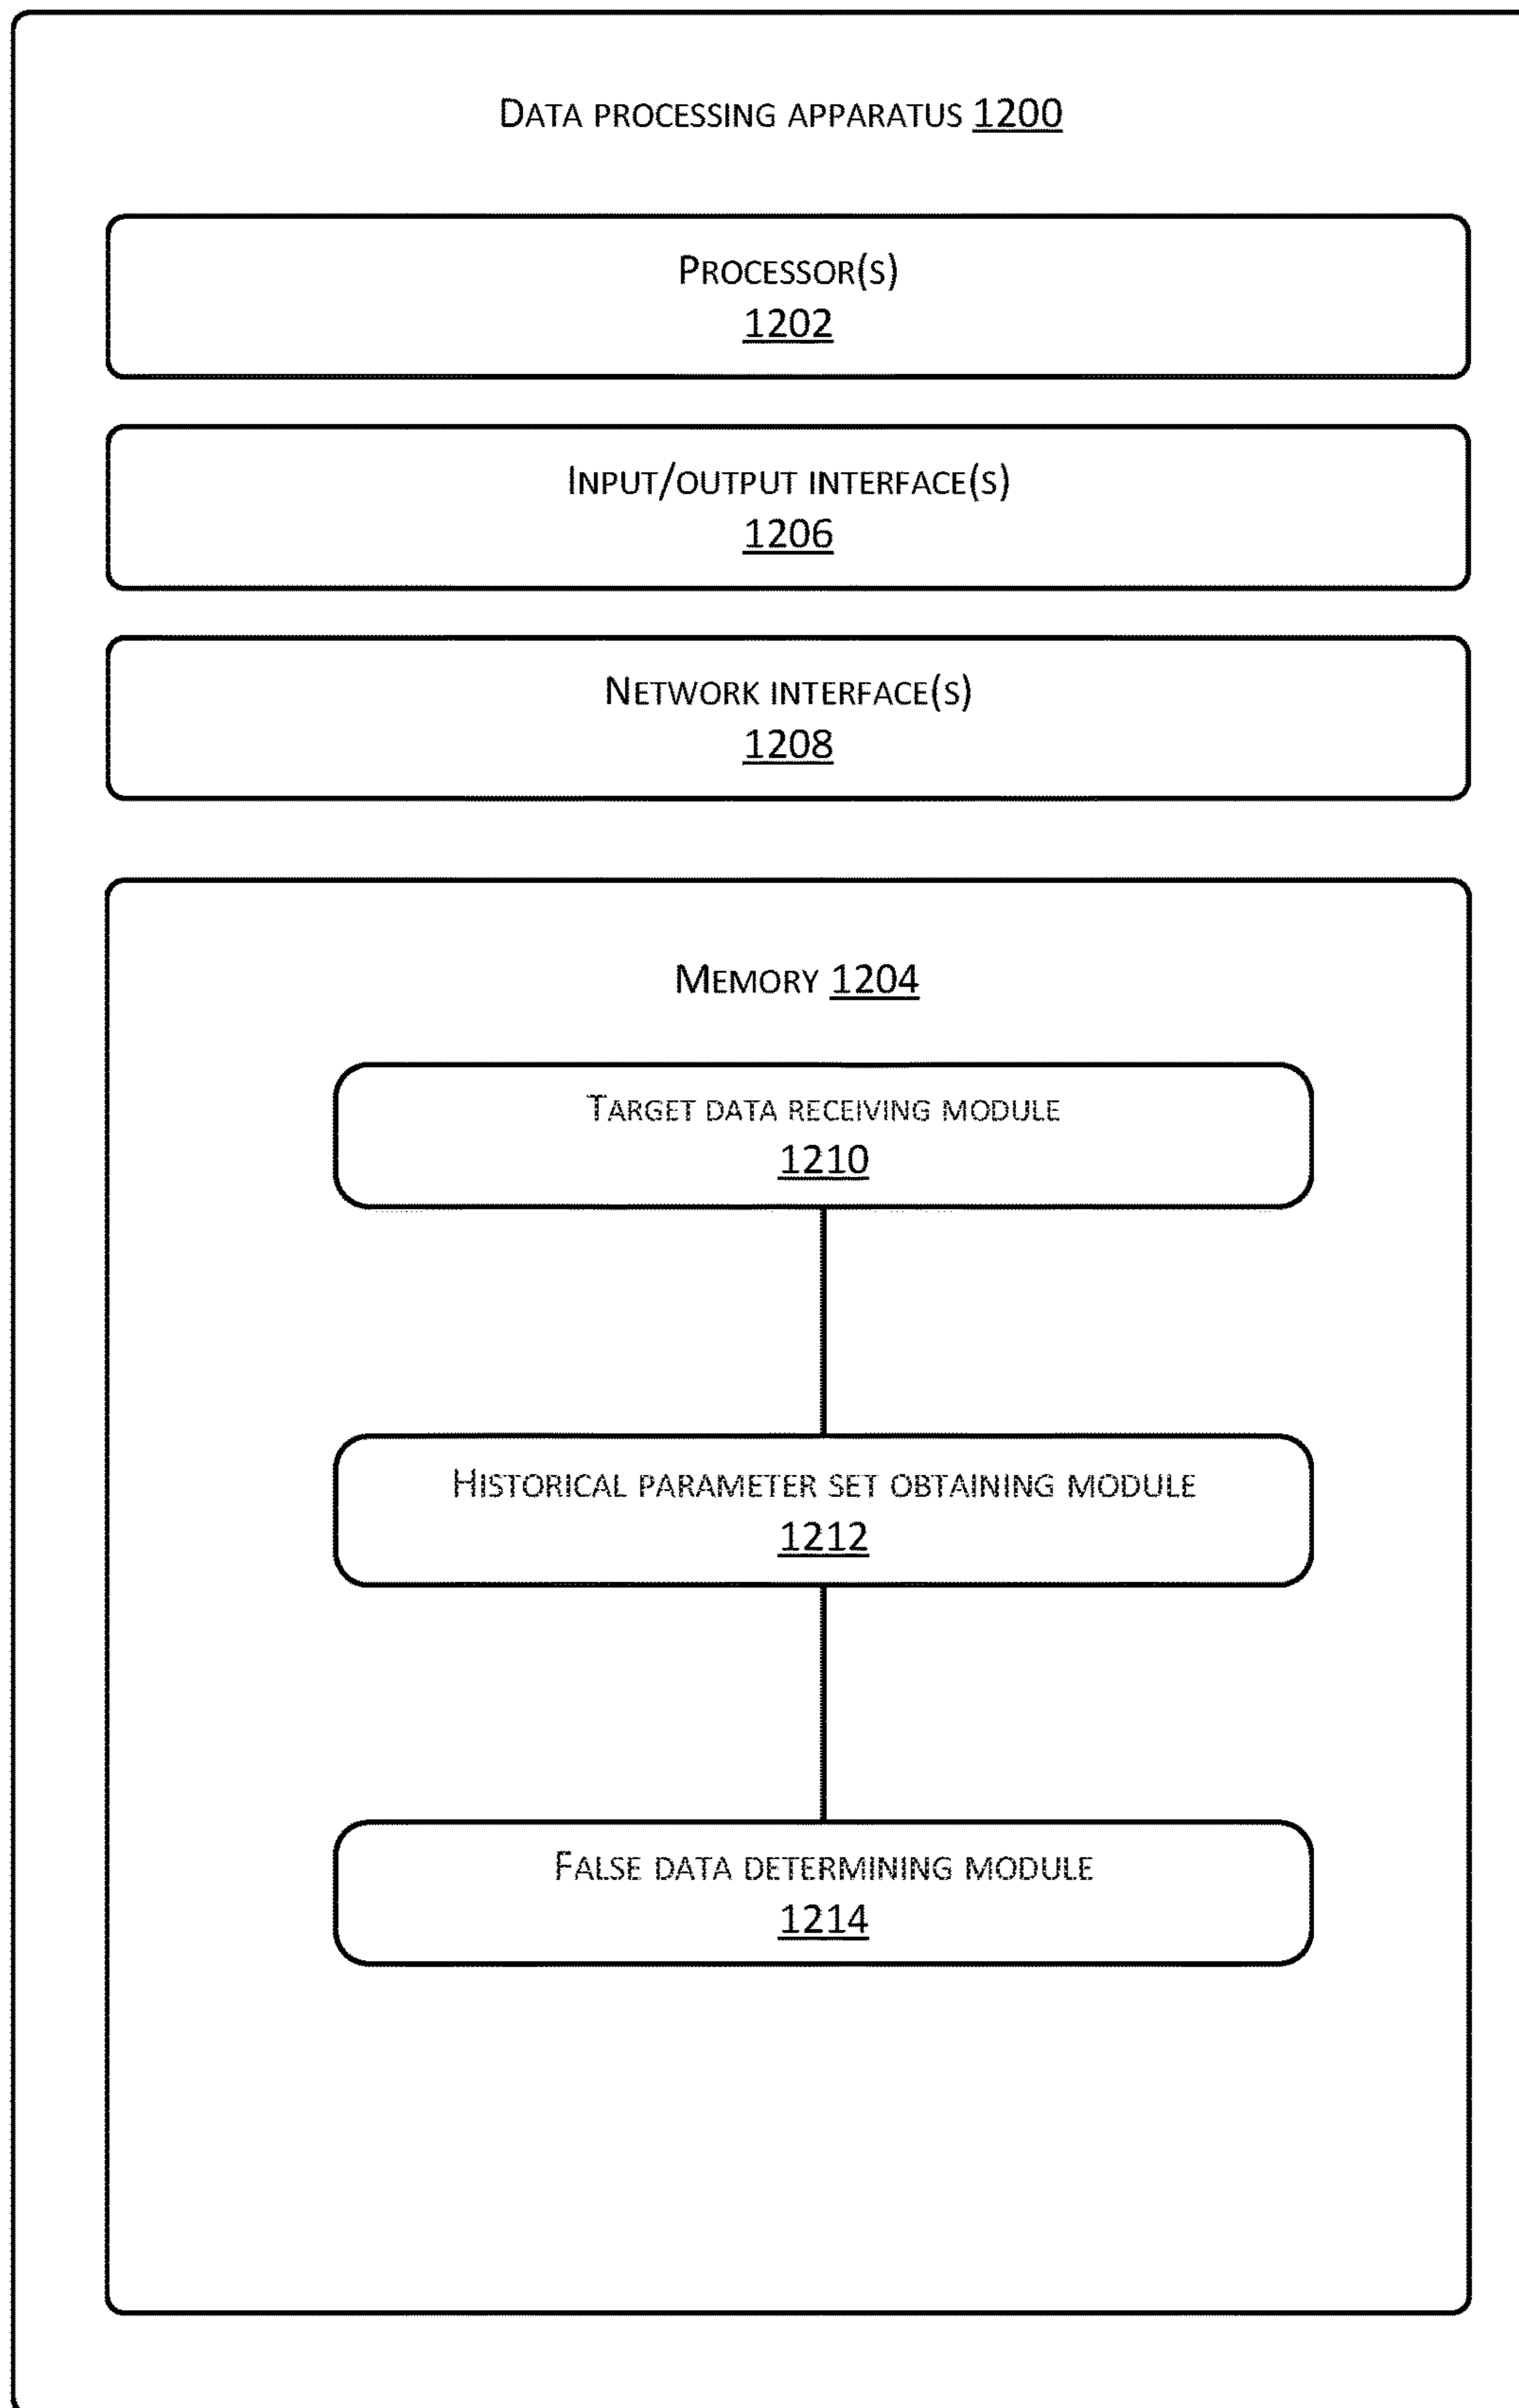 DATA PROCESSING APPARATUS 1200
PROCESSOR(S)
1202
INPUT/OUTPUT INTERFACE(S)
1206
NETWORK INTERFACE(S)
1208
MEMORY 1204
TARGET DATA RECEIVING MODULE
1210
HISTORICAL PARAMETER SET OBTAINING MODULE
1212
FALSE DATA DETERMINING MODULE
1214